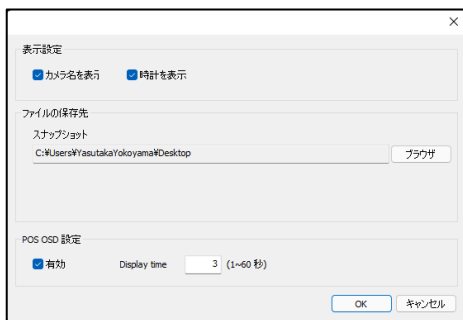 表示設定
カメラ名を表示 時計を表示
ファイルの保存先
スナップショット
C:¥Users¥YasutakaYokoyama¥Desktop ブラウザ
POS OSD 設定
有効 Display time 3 (1~60 秒)
OK キャンセル